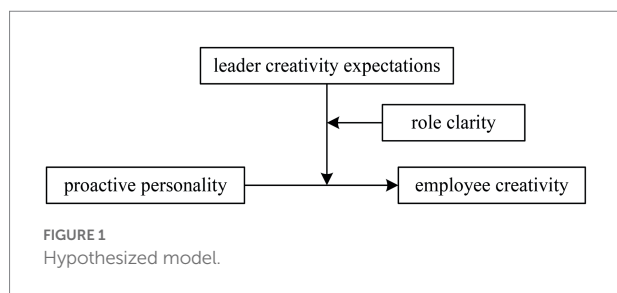 leader creativity expectations
role clarity
proactive personality
employee creativity
FIGURE 1
Hypothesized model.